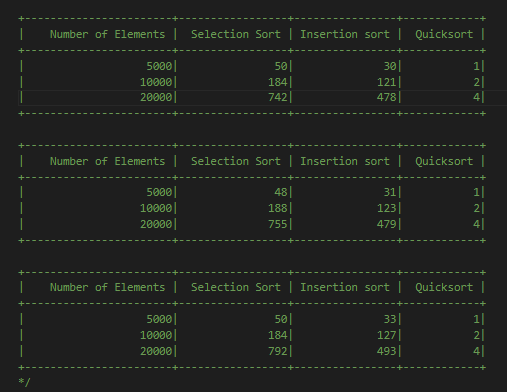 +-----------------------+-----------------+---------------+-----------+
|    Number of Elements |  Selection Sort | Insertion sort |  Quicksort |
+-----------------------+-----------------+---------------+-----------+
|                   5000|               50|             30|          1|
|                  10000|              184|            121|          2|
|                  20000|              742|            478|          4|
+-----------------------+-----------------+---------------+-----------+
+-----------------------+-----------------+---------------+-----------+
|    Number of Elements |  Selection Sort | Insertion sort |  Quicksort |
+-----------------------+-----------------+---------------+-----------+
|                   5000|               48|             31|          1|
|                  10000|              188|            123|          2|
|                  20000|              755|            479|          4|
+-----------------------+-----------------+---------------+-----------+
+-----------------------+-----------------+---------------+-----------+
|    Number of Elements |  Selection Sort | Insertion sort |  Quicksort |
+-----------------------+-----------------+---------------+-----------+
|                   5000|               50|             33|          1|
|                  10000|              184|            127|          2|
|                  20000|              792|            493|          4|
+-----------------------+-----------------+---------------+-----------+
*/